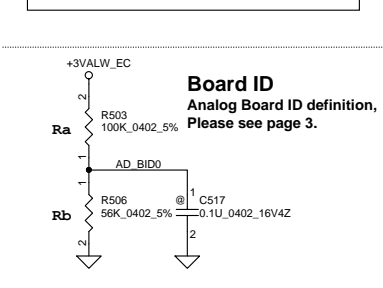 +3VALW_EC
Board ID
Analog Board ID definition,
Please see page 3.
2
Ra
R503
100K_0402_5%
1
AD_BID0
1
Rb
R506
56K_0402_5%
2
@
1
C517
0.1U_0402_16V4Z
2